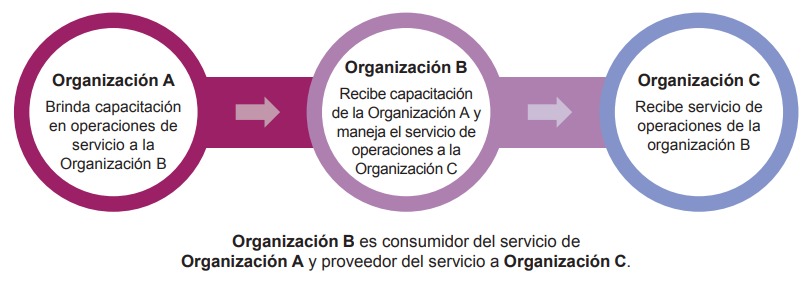 Organización A
Brinda capacitación
en operaciones de
servicio a la
Organización B
Organización B
Recibe capacitación
de la Organización A y
maneja el servicio de
operaciones a la
Organización C
Organización C
Recibe servicio de
operaciones de la
organización B
Organización B es consumidor del servicio de
Organización A y proveedor del servicio a Organización C.